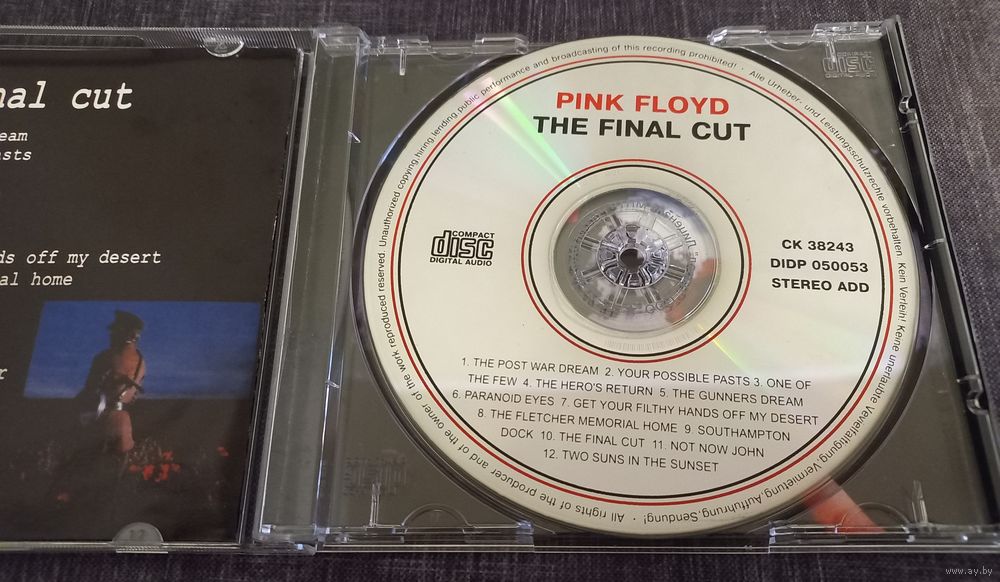 nal cut
eam
asts
ds off my desert
al home
r
PINK FLOYD
THE FINAL CUT
COMPACT
disc
DIGITAL AUDIO
CK 38243
DIDP 050053
STEREO ADD
1. THE POST WAR DREAM 2. YOUR POSSIBLE PASTS 3. ONE OF
THE FEW 4. THE HERO'S RETURN 5. THE GUNNERS DREAM
6. PARANOID EYES 7. GET YOUR FILTHY HANDS OFF MY DESERT
8. THE FLETCHER MEMORIAL HOME 9. SOUTHAMPTON
DOCK 10. THE FINAL CUT 11. NOT NOW JOHN
12. TWO SUNS IN THE SUNSET
· All rights of the producer and of the owner of the work reproduced reserved. Unauthorized copying,hiring,lending,public performance and broadcasting of this recording prohibited! · Alle Urheber, und Leistungsschutzrechte vorbehalten. Kein Verleih! Keine unerlaubte Vervielfältigung,Vermietung,Aufführung,Sendung!
disc
www.ay.by